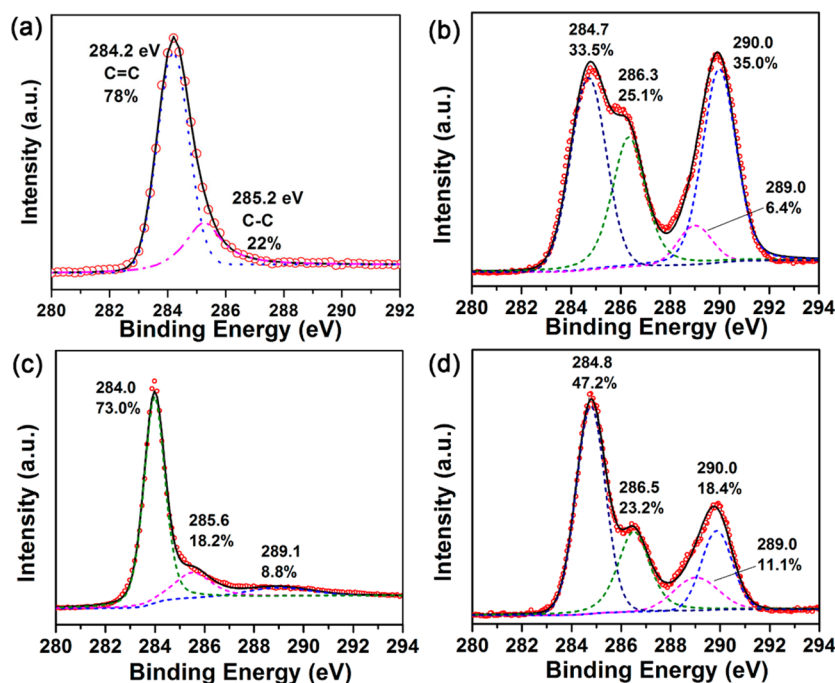 (a)
284.2 eV
C=C
78%
285.2 eV
C-C
22%
Intensity (a.u.)
280 282 284 286 288 290 292
Binding Energy (eV)
(b)
284.7
33.5%
286.3
25.1%
290.0
35.0%
289.0
6.4%
Intensity (a.u.)
280 282 284 286 288 290 292 294
Binding Energy (eV)
(c)
284.0
73.0%
285.6
18.2%
289.1
8.8%
Intensity (a.u.)
280 282 284 286 288 290 292 294
Binding Energy (eV)
(d)
284.8
47.2%
286.5
23.2%
290.0
18.4%
289.0
11.1%
Intensity (a.u.)
280 282 284 286 288 290 292 294
Binding Energy (eV)